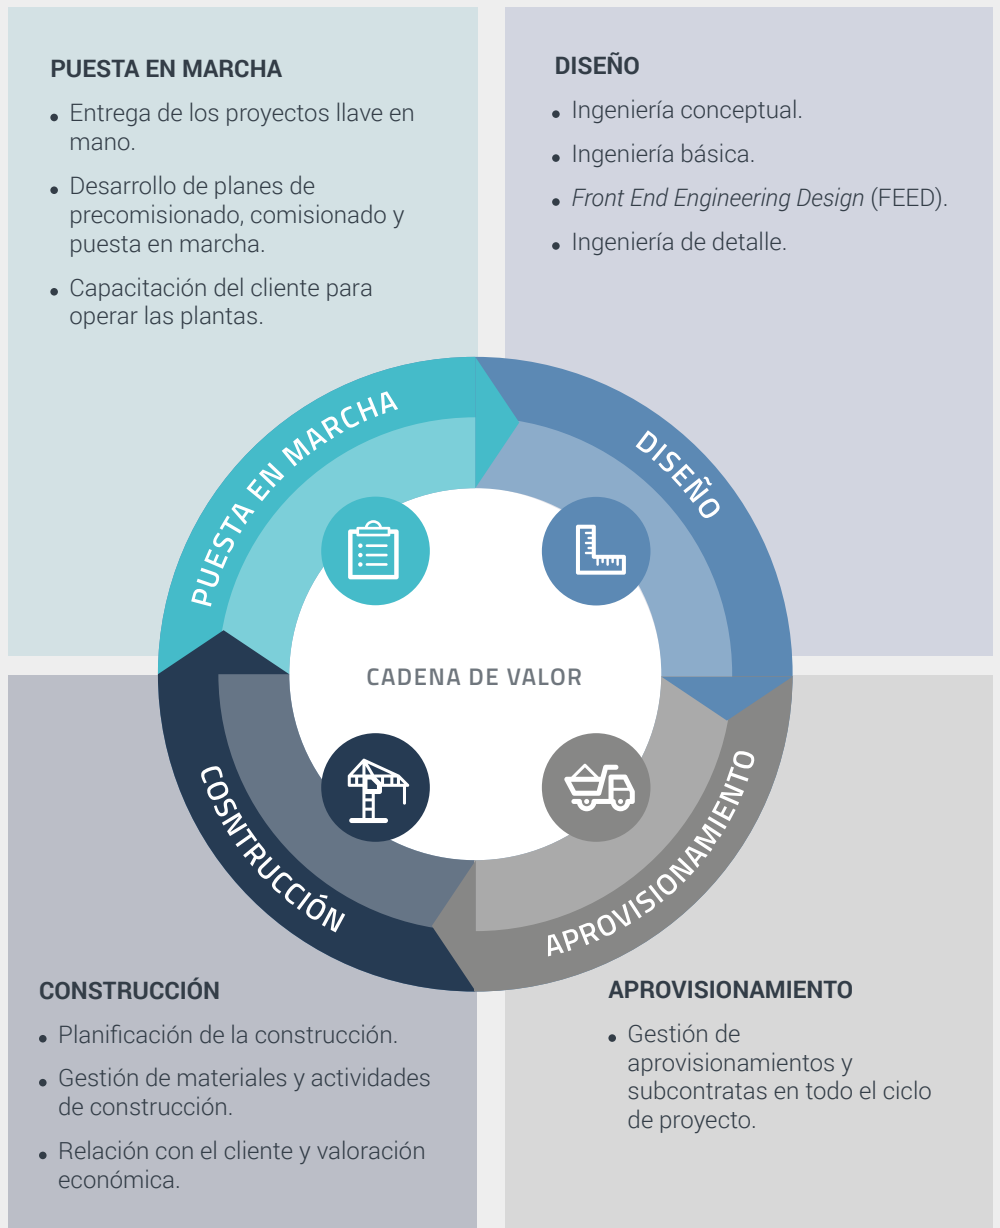 PUESTA EN MARCHA
• Entrega de los proyectos llave en
mano.
• Desarrollo de planes de
precomisionado, comisionado y
puesta en marcha.
• Capacitación del cliente para
operar las plantas.
DISEÑO
• Ingeniería conceptual.
• Ingeniería básica.
• Front End Engineering Design (FEED).
• Ingeniería de detalle.
PUESTA EN MARCHA
DISEÑO
CADENA DE VALOR
COSNTRUCCIÓN
APROVISIONAMIENTO
CONSTRUCCIÓN
• Planificación de la construcción.
• Gestión de materiales y actividades
de construcción.
• Relación con el cliente y valoración
económica.
APROVISIONAMIENTO
• Gestión de
aprovisionamientos y
subcontratas en todo el ciclo
de proyecto.